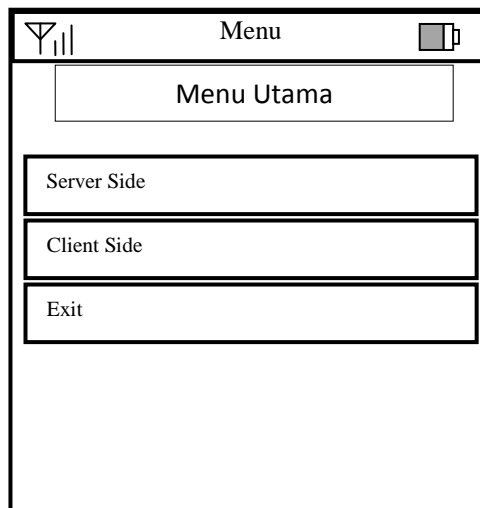 Menu
Menu Utama
Server Side
Client Side
Exit